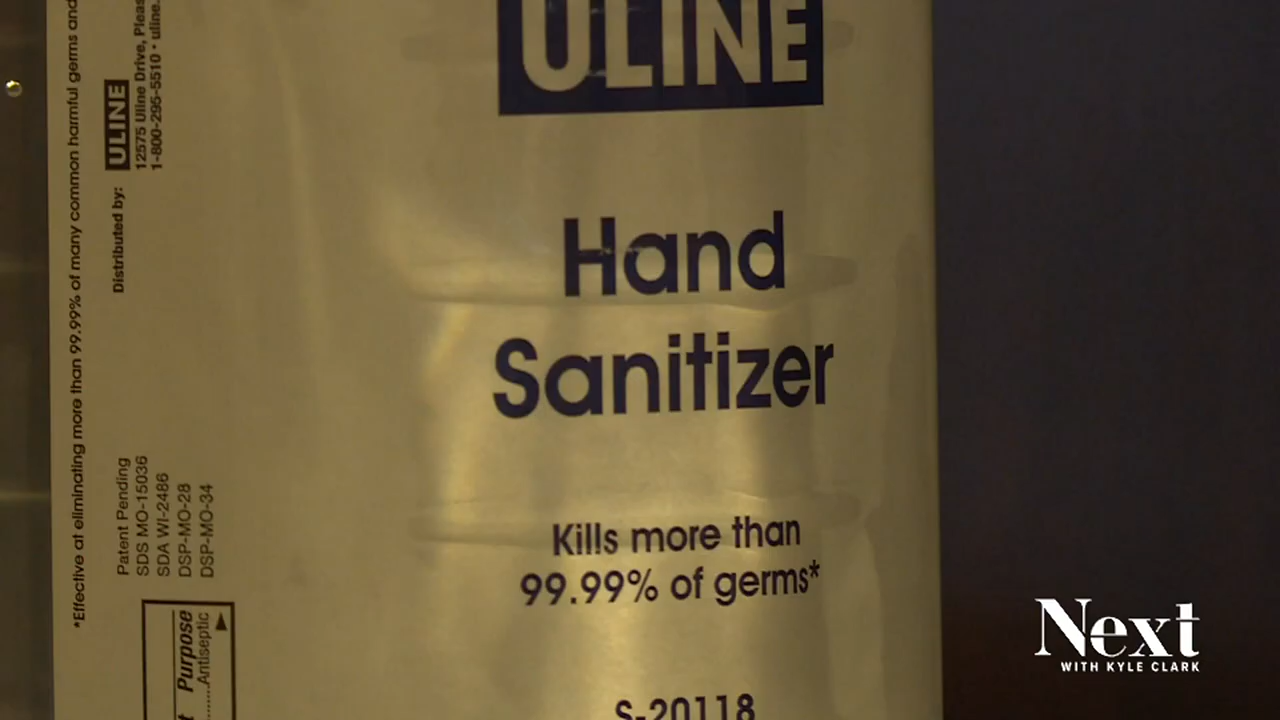 ULINE
Hand
Sanitizer
Kills more than
99.99% of germs*
S-20118
*Effective at eliminating more than 99.99% of many common harmful germs and
Distributed by:
ULINE
12575 Uline Drive,
1-800-295-5510 • uline.
Patent Pending
SDS MO-15036
SDA WI-2486
DSP-MO-28
DSP-MO-34
Purpose
Antiseptic
Next
WITH KYLE CLARK